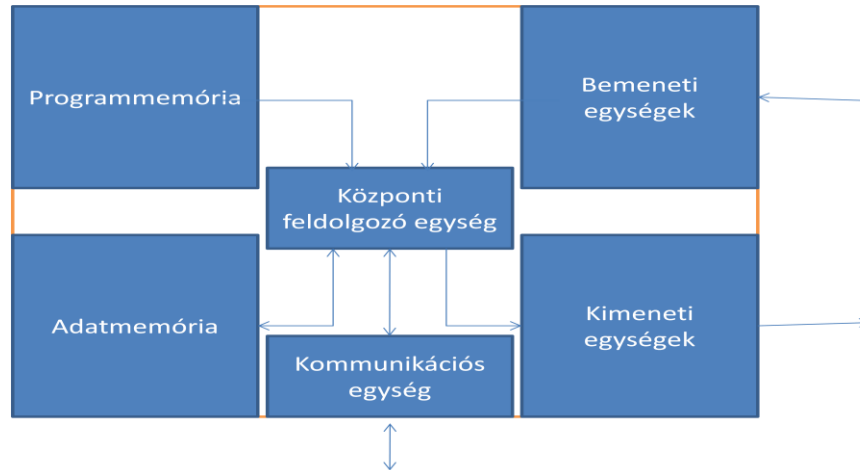 Programmemória
Bemeneti
egységek
Központi
feldolgozó egység
Adatmemória
Kimeneti
egységek
Kommunikációs
egység